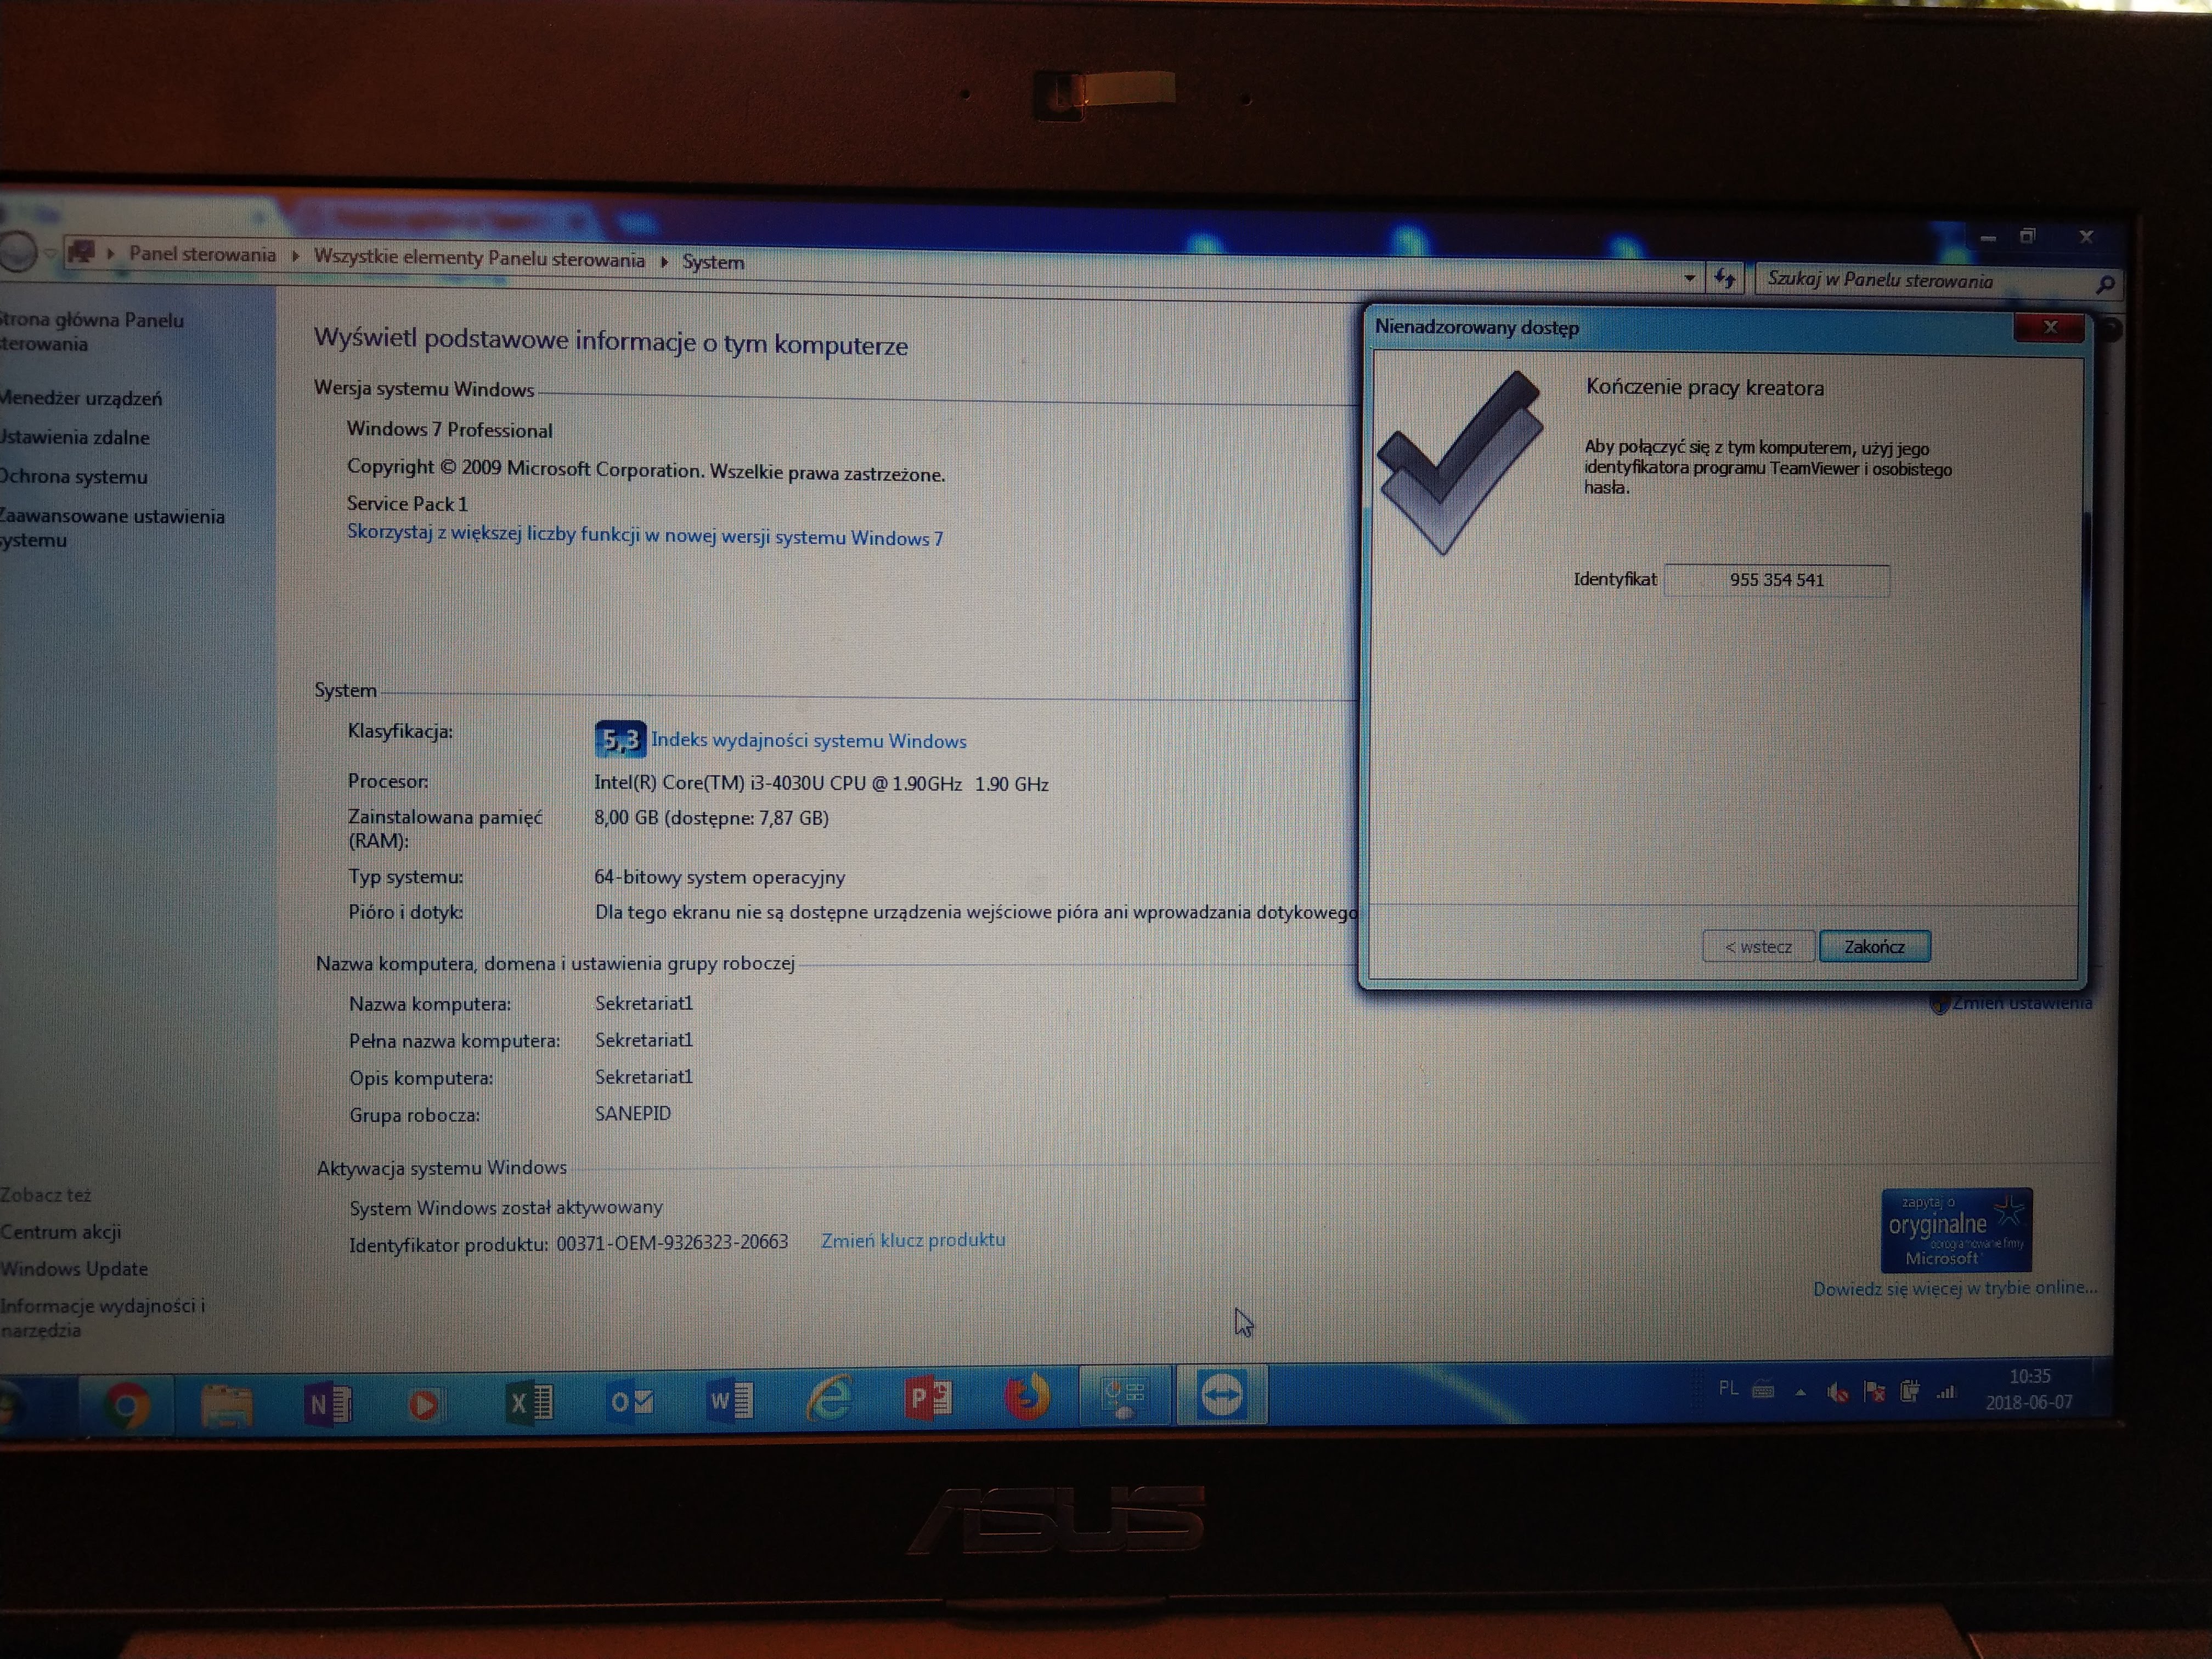 Panel sterowania
Wszystkie elementy Panelu sterowania
System
Szukaj w Panelu sterowania
Strona główna Panelu
sterowania
Menedżer urządzeń
Ustawienia zdalne
Ochrona systemu
Zaawansowane ustawienia
systemu
Wyświetl podstawowe informacje o tym komputerze
Wersja systemu Windows
Windows 7 Professional
Copyright © 2009 Microsoft Corporation. Wszelkie prawa zastrzeżone.
Service Pack 1
Skorzystaj z większej liczby funkcji w nowej wersji systemu Windows 7
System
Klasyfikacja:
5,3 Indeks wydajności systemu Windows
Procesor: Intel(R) Core(TM) i3-4030U CPU @ 1.90GHz 1.90 GHz
Zainstalowana pamięć 8,00 GB (dostępne: 7,87 GB)
(RAM):
Typ systemu: 64-bitowy system operacyjny
Pióro i dotyk: Dla tego ekranu nie są dostępne urządzenia wejściowe pióra ani wprowadzania dotykowego
Nazwa komputera, domena i ustawienia grupy roboczej
Nazwa komputera: Sekretariat1
Pełna nazwa komputera: Sekretariat1
Opis komputera: Sekretariat1
Grupa robocza: SANEPID
Zmień ustawienia
Aktywacja systemu Windows
System Windows został aktywowany
Identyfikator produktu: 00371-OEM-9326323-20663 Zmień klucz produktu
zapytaj o
oryginalne
oprogramowanie firmy
Microsoft
Dowiedz się więcej w trybie online...
Zobacz też
Centrum akcji
Windows Update
Informacje wydajności i
narzędzia
Nienadzorowany dostęp
Kończenie pracy kreatora
Aby połączyć się z tym komputerem, użyj jego
identyfikatora programu TeamViewer i osobistego
hasła.
Identyfikat 955 354 541
< wstecz
Zakończ
PL
10:35
2018-06-07
ASUS